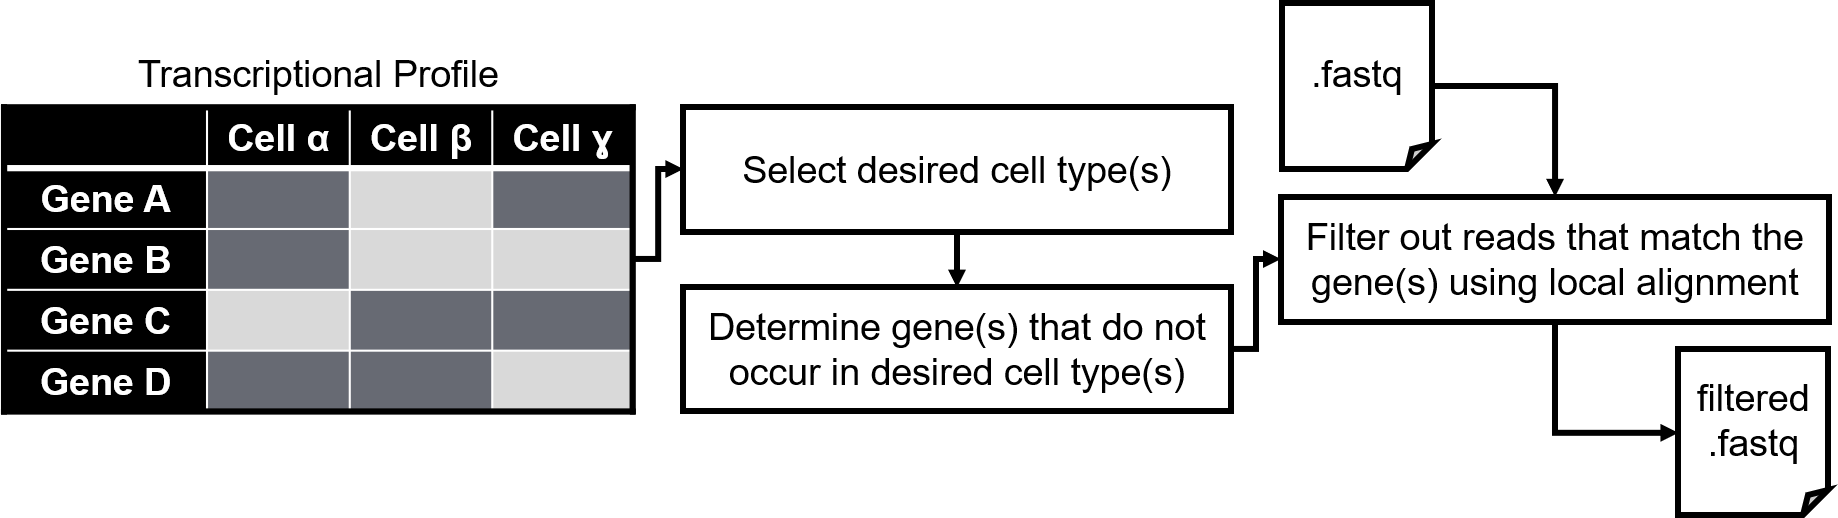 Transcriptional Profile
Cell α Cell β Cell ɣ
Gene A
Gene B
Gene C
Gene D
Select desired cell type(s)
Determine gene(s) that do not
occur in desired cell type(s)
.fastq
Filter out reads that match the
gene(s) using local alignment
filtered
.fastq